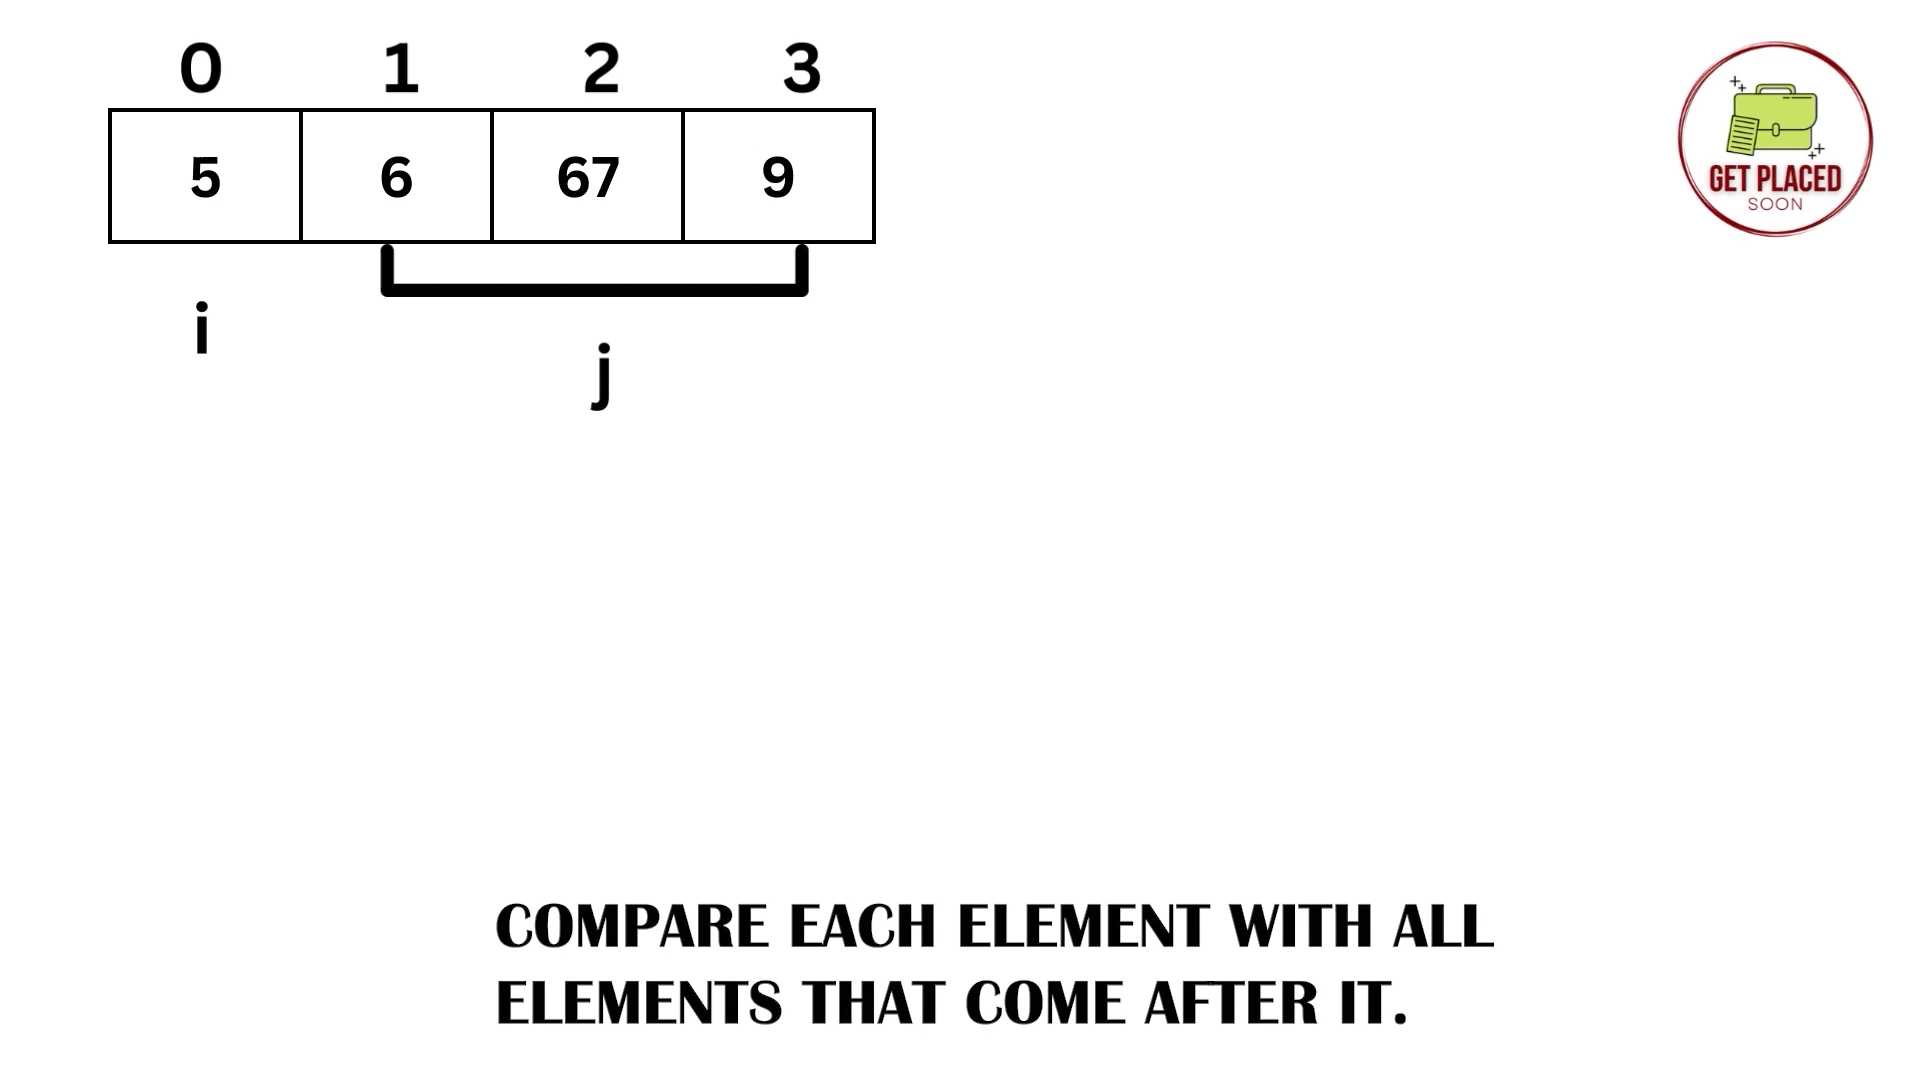 0 1 2 3
5 6 67 9
i
j
GET PLACED
SOON
COMPARE EACH ELEMENT WITH ALL
ELEMENTS THAT COME AFTER IT.